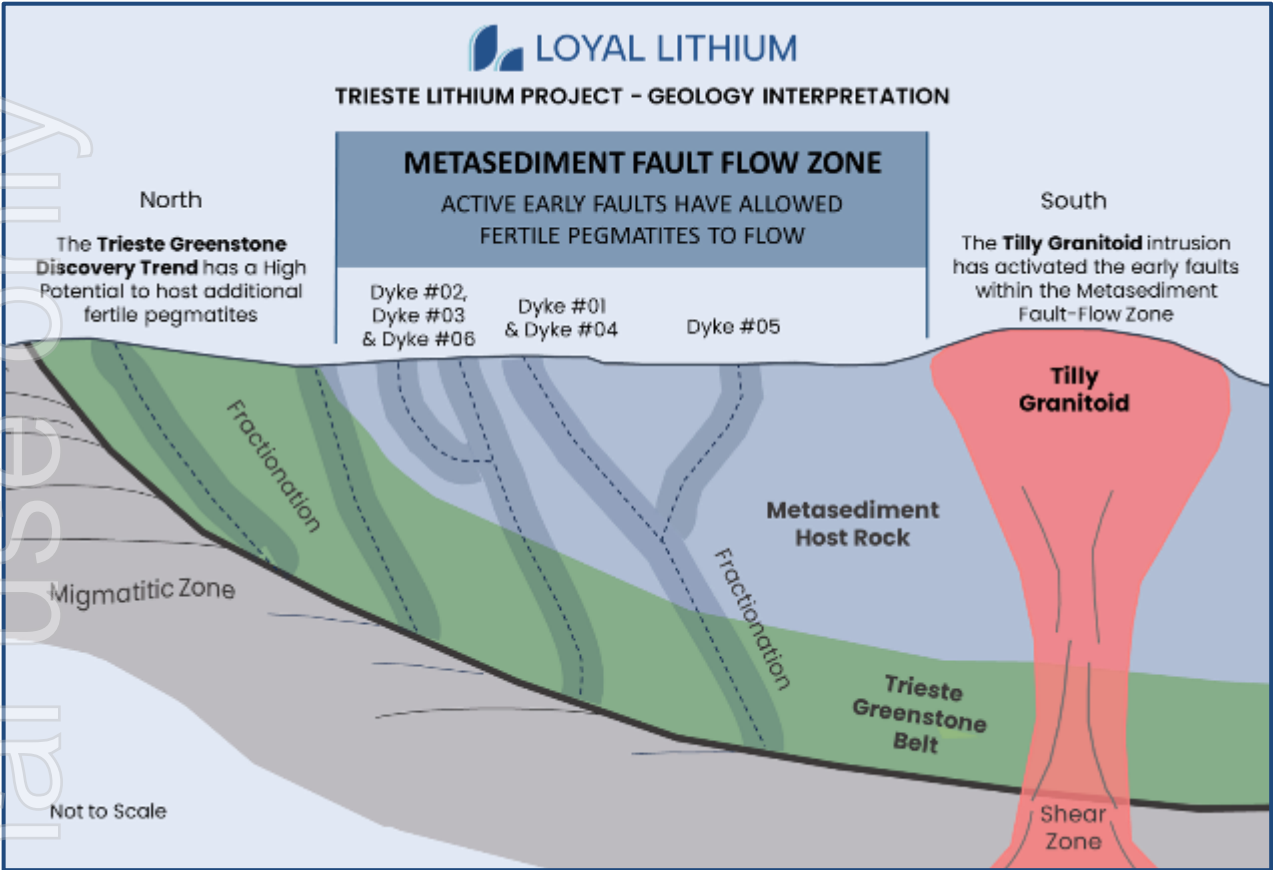 LOYAL LITHIUM
TRIESTE LITHIUM PROJECT - GEOLOGY INTERPRETATION
METASEDIMENT FAULT FLOW ZONE
ACTIVE EARLY FAULTS HAVE ALLOWED
FERTILE PEGMATITES TO FLOW
North
The Trieste Greenstone
Discovery Trend has a High
Potential to host additional
fertile pegmatites
Dyke #02,
Dyke #03
& Dyke #06
Dyke #01
& Dyke #04
Dyke #05
South
The Tilly Granitoid intrusion
has activated the early faults
within the Metasediment
Fault-Flow Zone
Tilly
Granitoid
Fractionation
Metasediment
Host Rock
Fractionation
Migmatitic Zone
Trieste
Greenstone
Belt
Not to Scale
Shear
Zone
use only